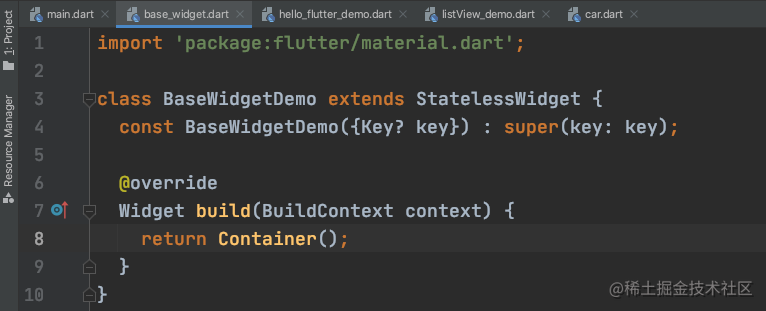 main.dart base_widget.dart hello_flutter_demo.dart listView_demo.dart car.dart
1: Project
Resource Manager
1 import 'package:flutter/material.dart';
2
3 class BaseWidgetDemo extends StatelessWidget {
4 const BaseWidgetDemo({Key? key}) : super(key: key);
5
6 @override
7 Widget build(BuildContext context) {
8 return Container();
9 }
10 }
@稀土掘金技术社区